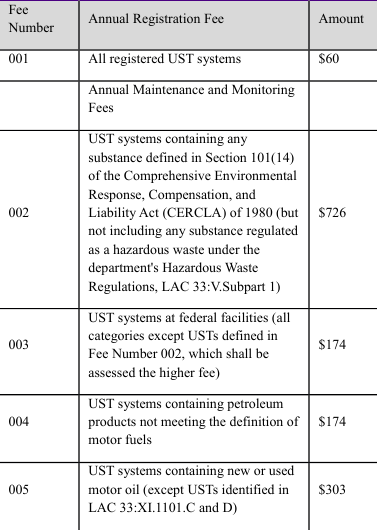 Fee
Number
Annual Registration Fee
Amount
001
All registered UST systems
$60
Annual Maintenance and Monitoring
Fees
002
UST systems containing any
substance defined in Section 101(14)
of the Comprehensive Environmental
Response, Compensation, and
Liability Act (CERCLA) of 1980 (but
not including any substance regulated
as a hazardous waste under the
department's Hazardous Waste
Regulations, LAC 33:V.Subpart 1)
$726
003
UST systems at federal facilities (all
categories except USTs defined in
Fee Number 002, which shall be
assessed the higher fee)
$174
004
UST systems containing petroleum
products not meeting the definition of
motor fuels
$174
005
UST systems containing new or used
motor oil (except USTs identified in
LAC 33:XI.1101.C and D)
$303